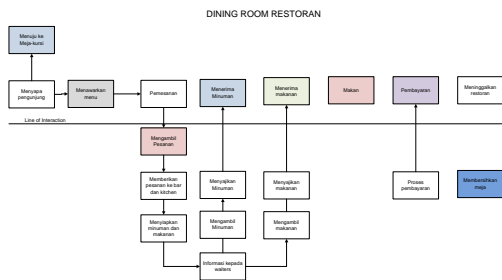 DINING ROOM RESTORAN
Menuju ke
Meja-kursi
Menyapa
pengunjung
Menawarkan
menu
Pemesanan
Menerima
Minuman
Menerima
makanan
Makan
Pembayaran
Meninggalkan
restoran
Line of Interaction
Mengambil
Pesanan
Memberikan
pesanan ke bar
dan kitchen
Menyajikan
Minuman
Menyajikan
makanan
Proses
pembayaran
Membersihkan
meja
Menyiapkan
minuman dan
makanan
Mengambil
Minuman
Mengambil
makanan
Informasi kepada
waiters